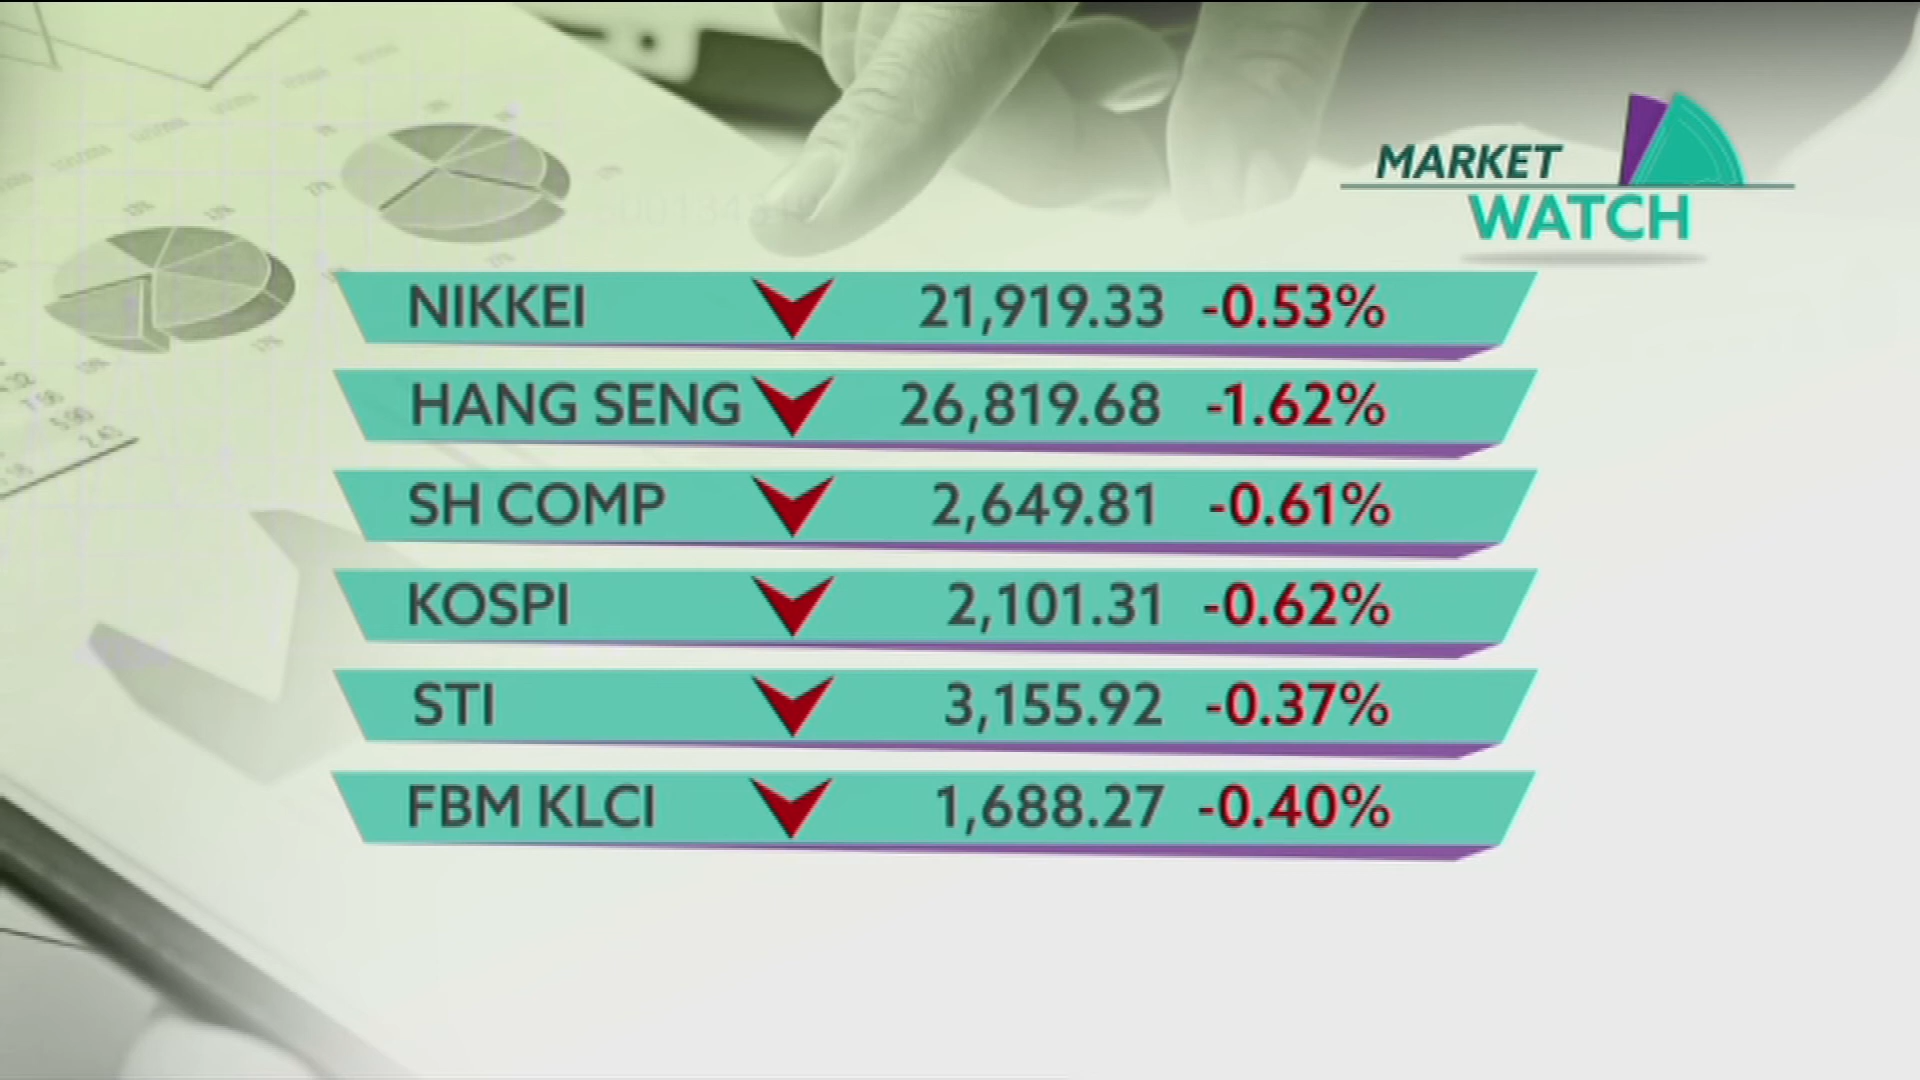 MARKET
WATCH
NIKKEI 21,919.33 -0.53%
HANG SENG 26,819.68 -1.62%
SH COMP 2,649.81 -0.61%
KOSPI 2,101.31 -0.62%
STI 3,155.92 -0.37%
FBM KLCI 1,688.27 -0.40%